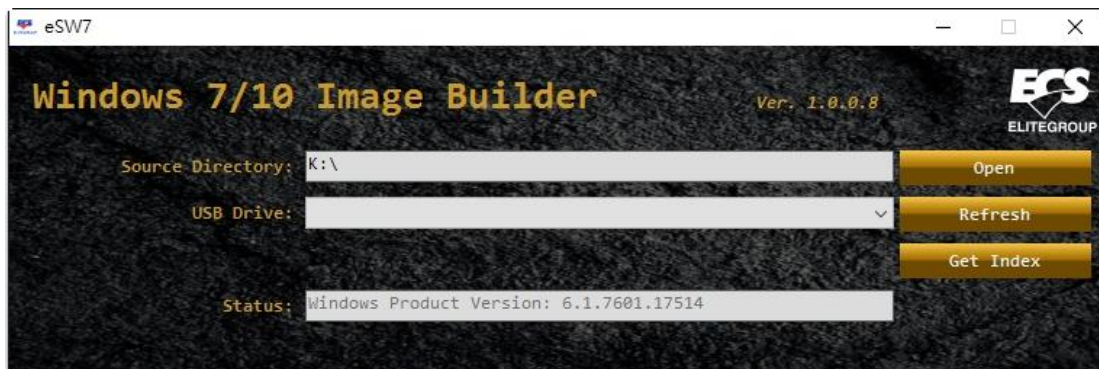 eSW7
Windows 7/10 Image Builder
Ver. 1.0.0.8
ECS
ELITEGROUP
Source Directory: K:\ Open
USB Drive: Refresh
Get Index
Status: Windows Product Version: 6.1.7601.17514